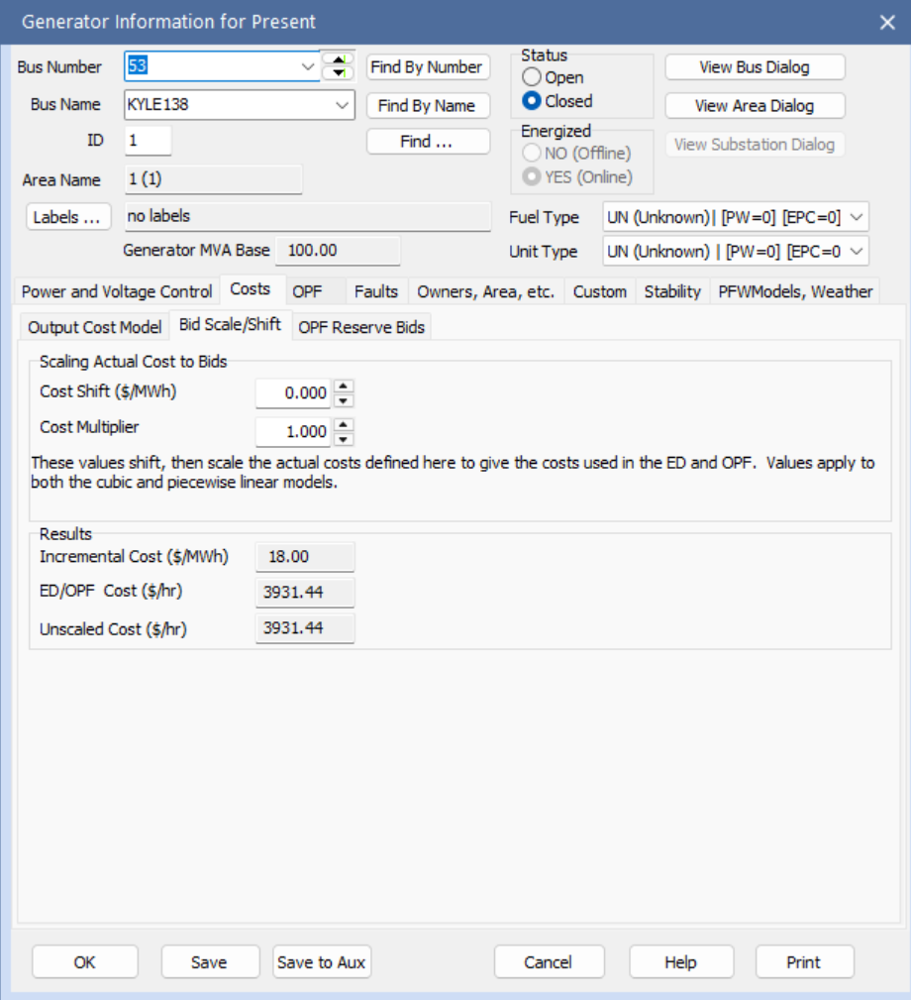 Generator Information for Present
Bus Number 53 Find By Number
Bus Name KYLE138 Find By Name
ID 1 Find ...
Area Name 1 (1)
Labels ... no labels
Generator MVA Base 100.00
Status
Open
Closed
Energized
NO (Offline)
YES (Online)
View Bus Dialog
View Area Dialog
View Substation Dialog
Fuel Type UN (Unknown)| [PW=0] [EPC=0]
Unit Type UN (Unknown) | [PW=0] [EPC=0
Power and Voltage Control Costs OPF Faults Owners, Area, etc. Custom Stability PFWModels, Weather
Output Cost Model Bid Scale/Shift OPF Reserve Bids
Scaling Actual Cost to Bids
Cost Shift ($/MWh) 0.000
Cost Multiplier 1.000
These values shift, then scale the actual costs defined here to give the costs used in the ED and OPF. Values apply to
both the cubic and piecewise linear models.
Results
Incremental Cost ($/MWh) 18.00
ED/OPF Cost ($/hr) 3931.44
Unscaled Cost ($/hr) 3931.44
OK Save Save to Aux Cancel Help Print